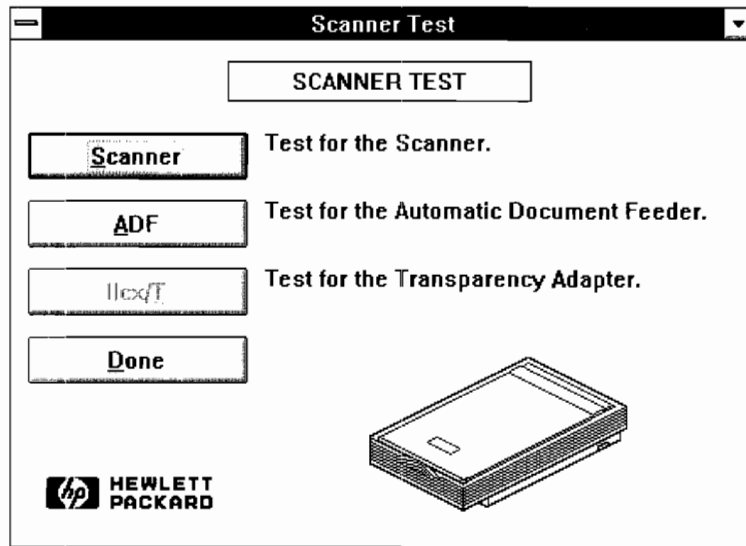 Scanner Test
SCANNER TEST
Scanner Test for the Scanner.
ADF Test for the Automatic Document Feeder.
IIcx/T Test for the Transparency Adapter.
Done
hp HEWLETT
PACKARD